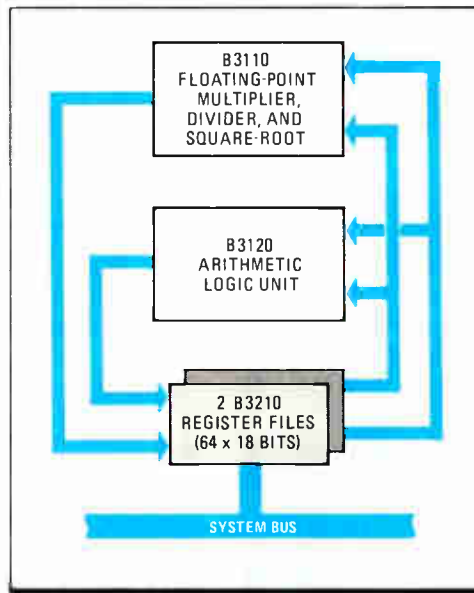 B3110
FLOATING-POINT
MULTIPLIER,
DIVIDER, AND
SQUARE-ROOT
B3120
ARITHMETIC
LOGIC UNIT
2 B3210
REGISTER FILES
(64 x 18 BITS)
SYSTEM BUS